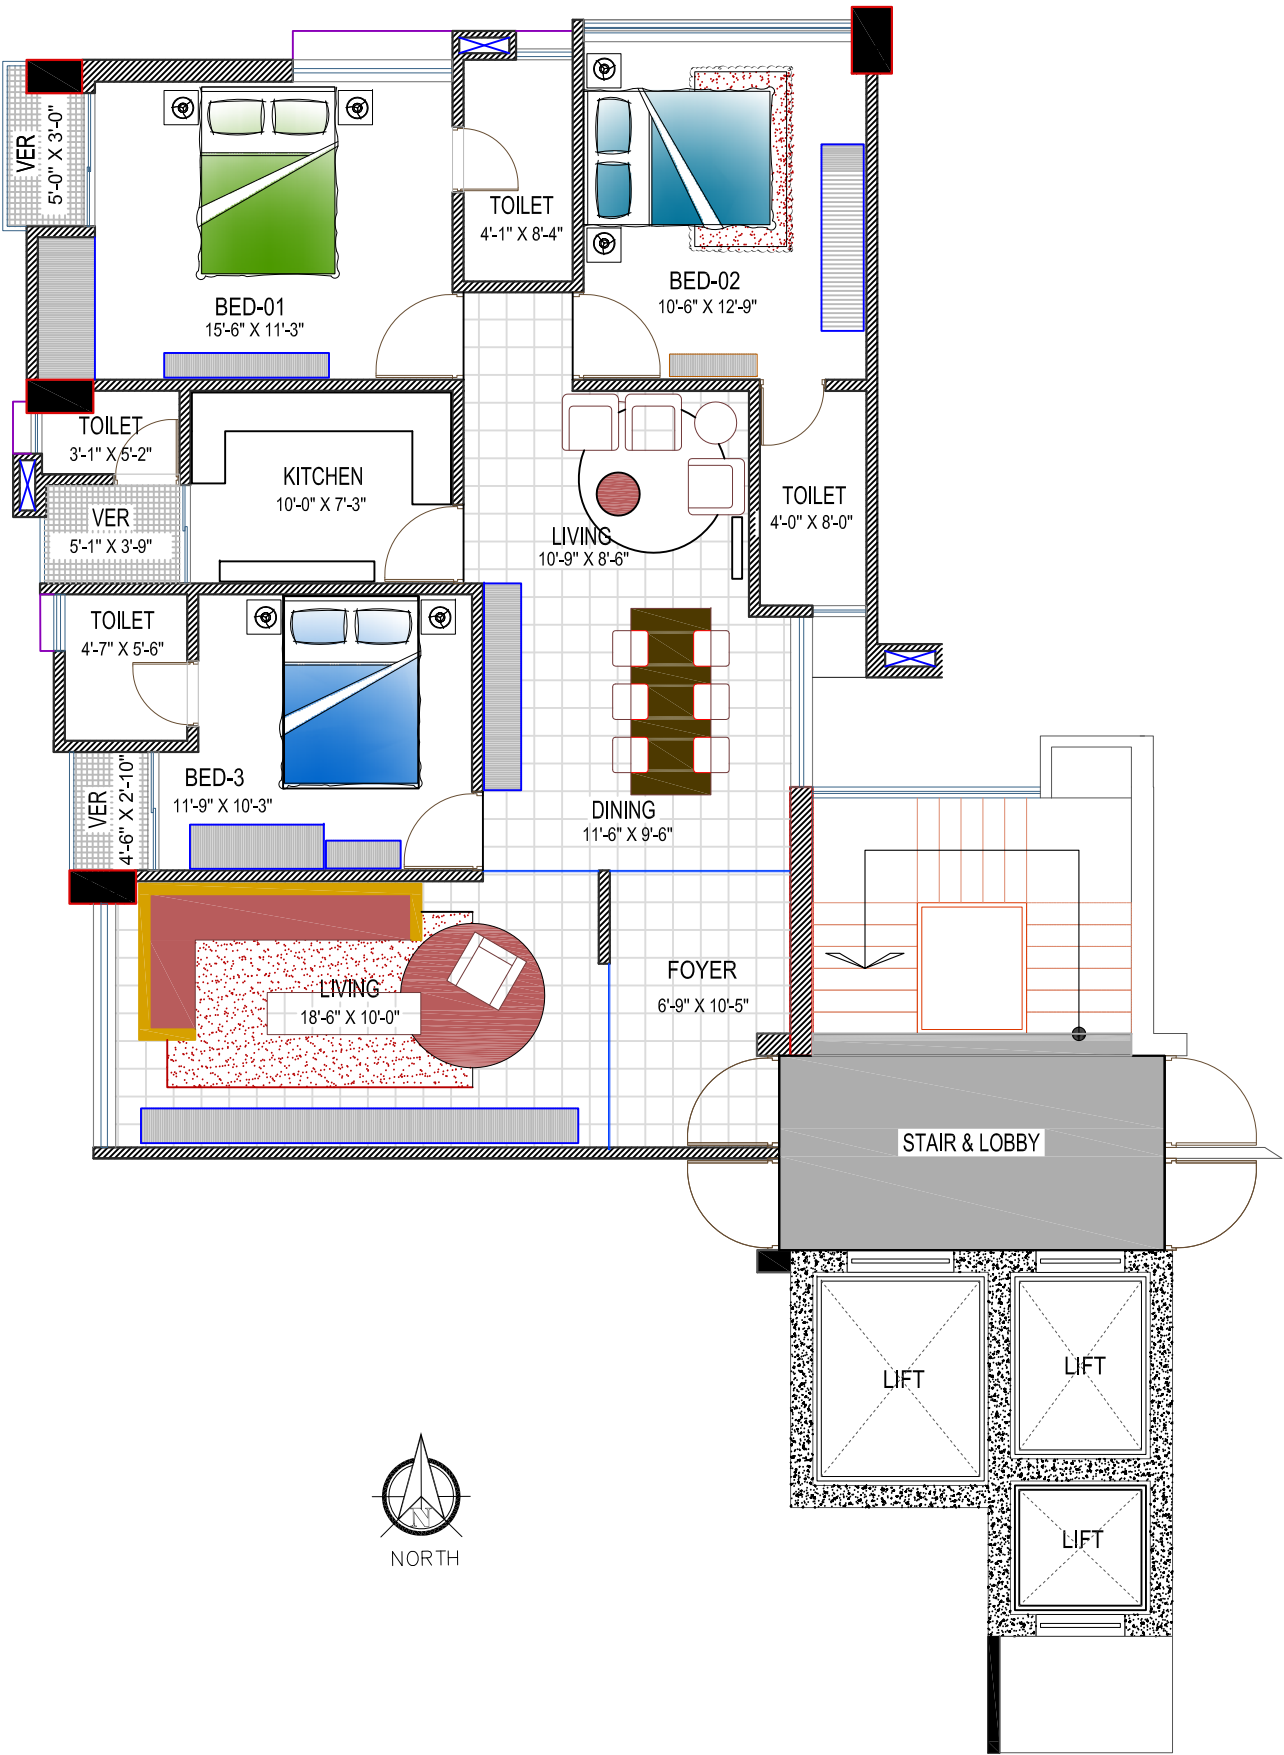 VER
5'-0" X 3'-0"
TOILET
4'-1" X 8'-4"
BED-01
15'-6" X 11'-3"
BED-02
10'-6" X 12'-9"
TOILET
3'-1" X 5'-2"
KITCHEN
10'-0" X 7'-3"
TOILET
4'-0" X 8'-0"
VER
5'-1" X 3'-9"
LIVING
10'-9" X 8'-6"
TOILET
4'-7" X 5'-6"
BED-3
11'-9" X 10'-3"
VER
4'-6" X 2'-10"
DINING
11'-6" X 9'-6"
LIVING
18'-6" X 10'-0"
FOYER
6'-9" X 10'-5"
STAIR & LOBBY
LIFT
LIFT
LIFT
N
NORTH